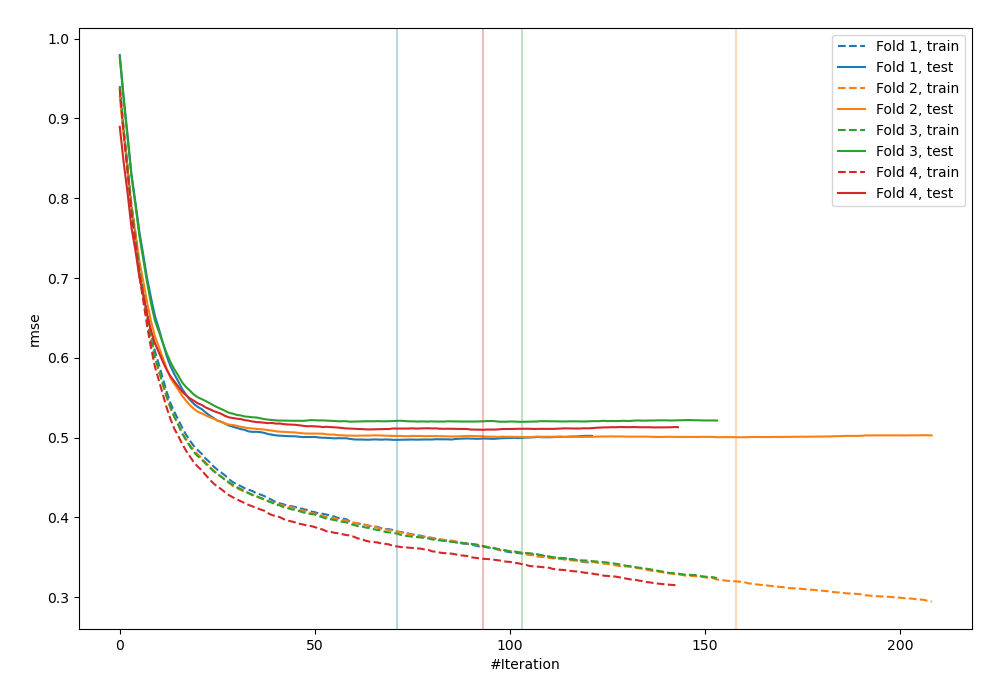 1.0
0.9
0.8
0.7
0.6
0.5
0.4
0.3
rmse
0
50
100
150
200
#Iteration
Fold 1, train
Fold 1, test
Fold 2, train
Fold 2, test
Fold 3, train
Fold 3, test
Fold 4, train
Fold 4, test